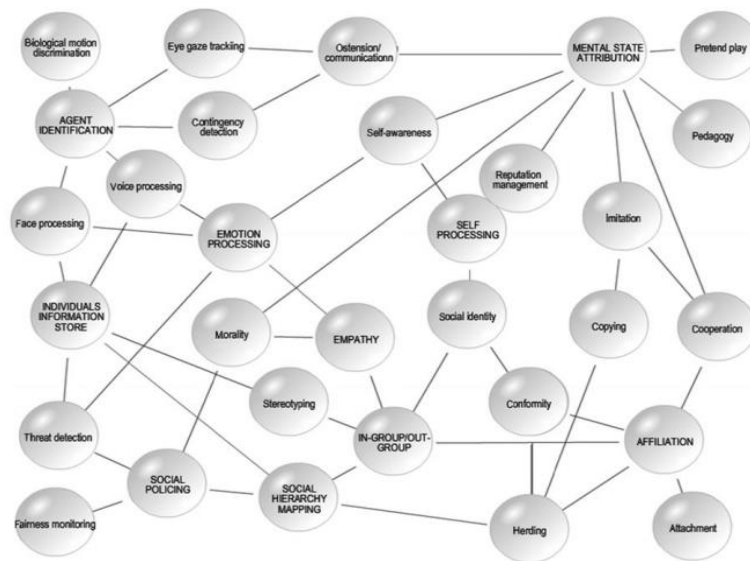 Biological motion
discrimination
Eye gaze trackIing
Ostension/
communicationn
MENTAL STATE
ATTRIBUTION
Pretend play
AGENT
IDENTIFICATION
Contingency
detection
Self-awareness
Pedagogy
Voice processing
Reputation
management
Face processing
EMOTION
PROCESSING
SELF
PROCESSING
Imitation
INDIVIDUALS
INFORMATION
STORE
Morality
EMPATHY
Social identity
Copying
Cooperation
Stereotyping
Conformity
Threat detection
IN-GROUP/OUT-
GROUP
AFFILIATION
SOCIAL
POLICING
SOCIAL
HIERARCHY
MAPPING
Fairness monitoring
Herding
Attachment